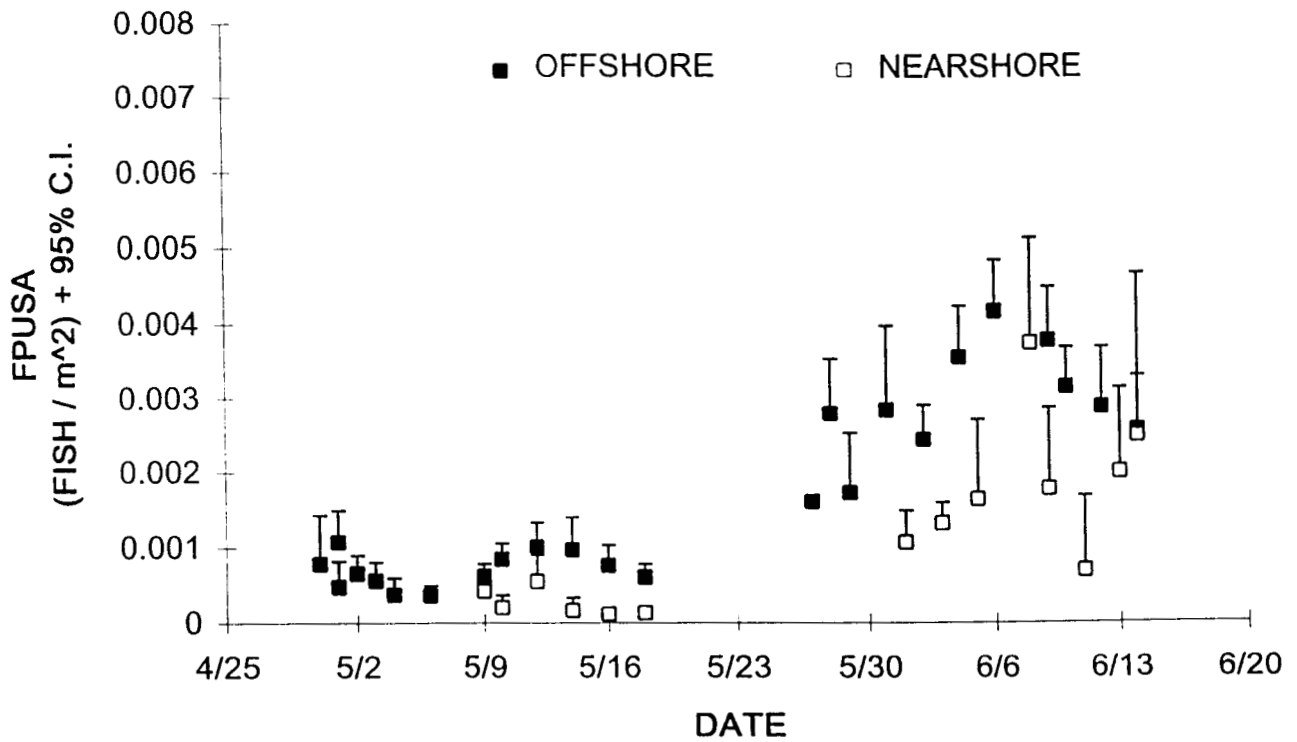 0.008
OFFSHORE NEARSHORE
0.007
0.006
0.005
0.004
0.003
0.002
0.001
0
FPUSA
(FISH / m^2) + 95% C.I.
4/25 5/2 5/9 5/16 5/23 5/30 6/6 6/13 6/20
DATE